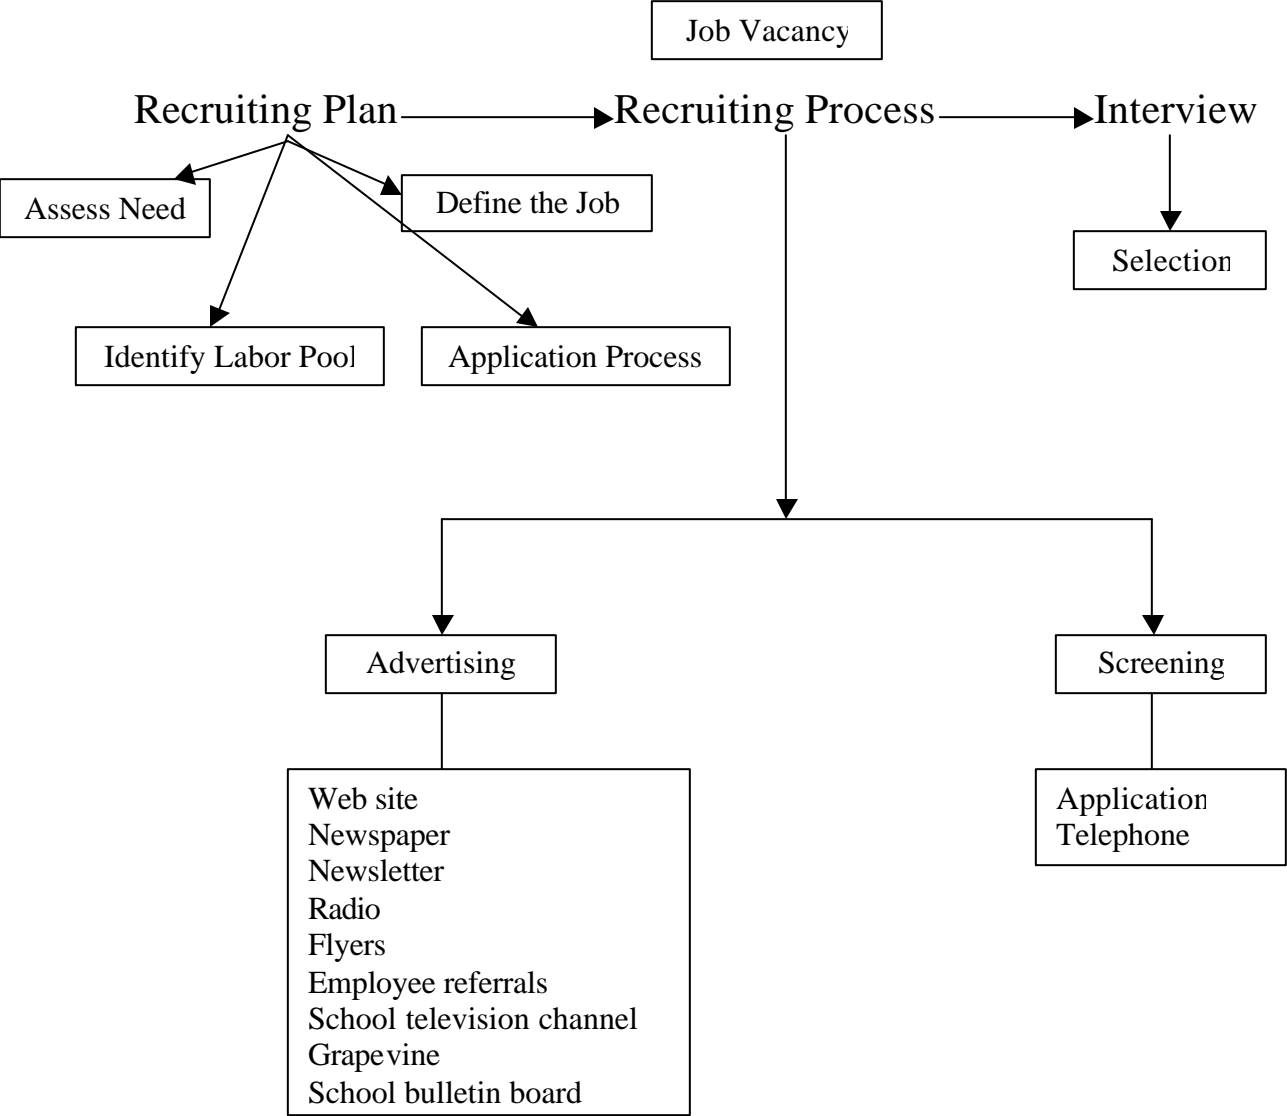 Job Vacancy
Recruiting Plan
Recruiting Process
Interview
Assess Need
Define the Job
Selection
Identify Labor Pool
Application Process
Advertising
Screening
Web site
Newspaper
Newsletter
Radio
Flyers
Employee referrals
School television channel
Grapevine
School bulletin board
Application
Telephone